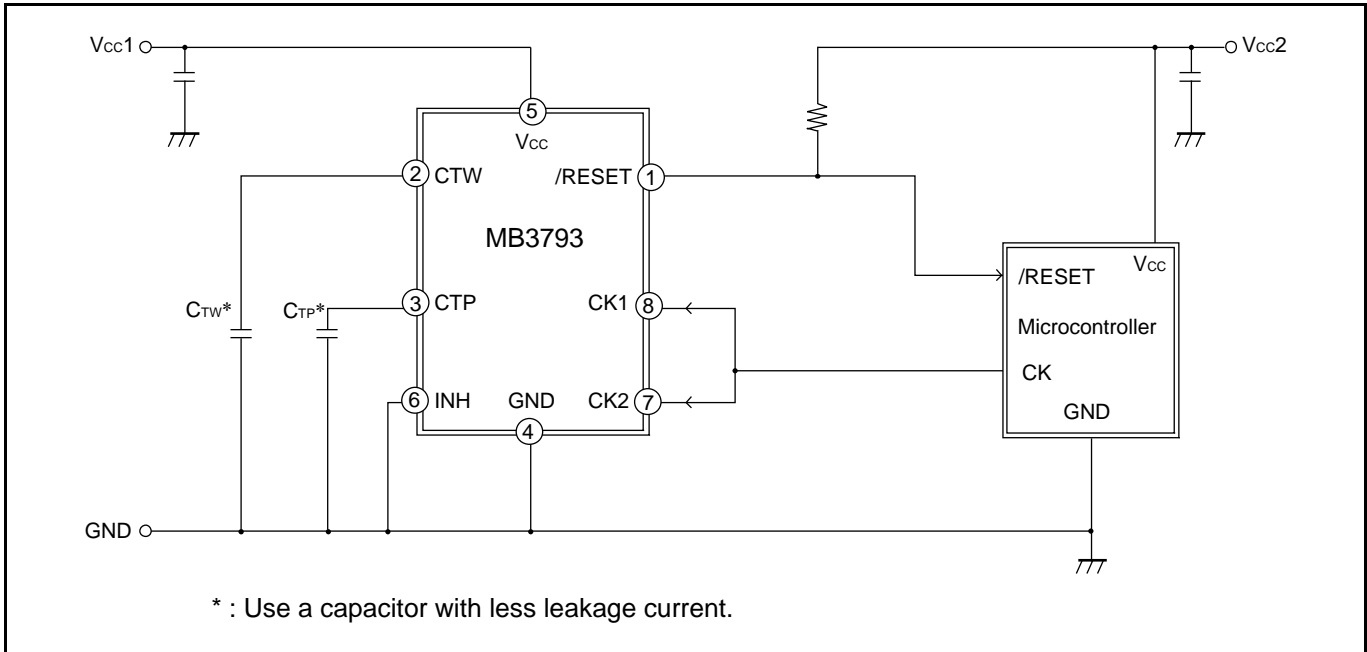 Vcc1
Vcc2
5
Vcc
2 CTW
/RESET 1
MB3793
Vcc
/RESET
CTW*
CTP*
3 CTP
CK1 8
Microcontroller
CK
6 INH
GND
CK2 7
GND
4
GND
* : Use a capacitor with less leakage current.